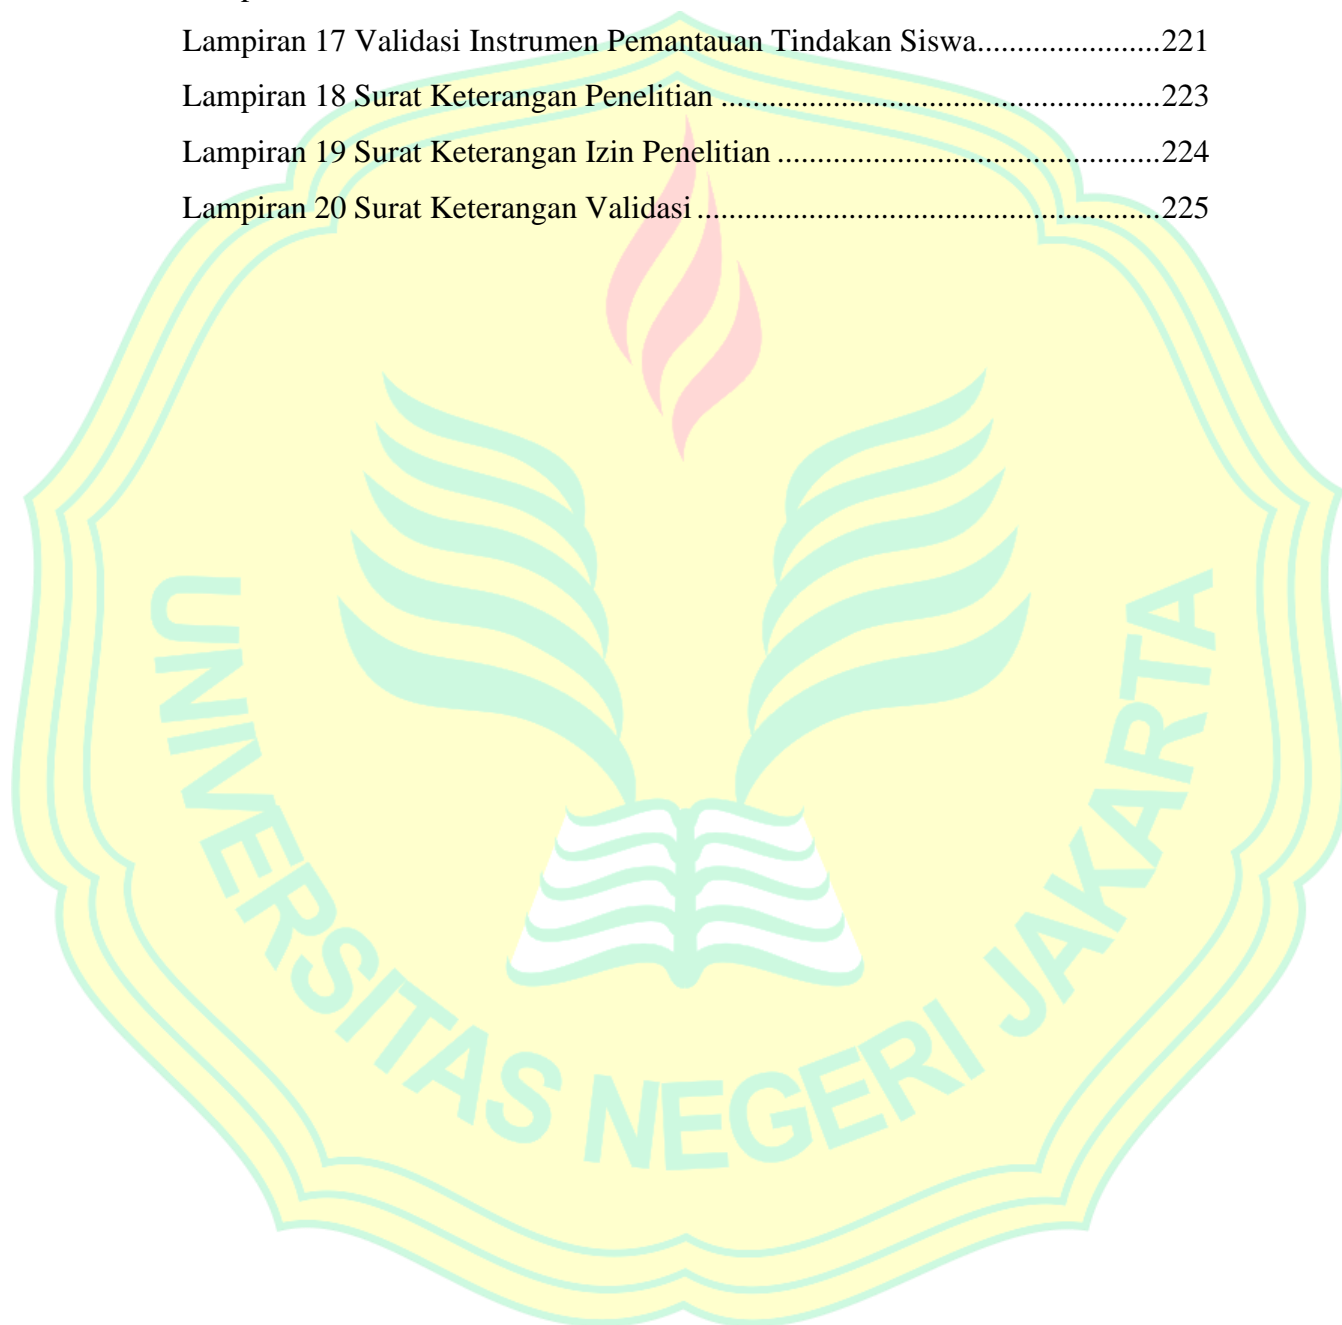 Lampiran 17 Validasi Instrumen Pemantauan Tindakan Siswa.......................221
Lampiran 18 Surat Keterangan Penelitian .......................................................223
Lampiran 19 Surat Keterangan Izin Penelitian ................................................224
Lampiran 20 Surat Keterangan Validasi ..........................................................225
UNIVERSITAS NEGERI JAKARTA